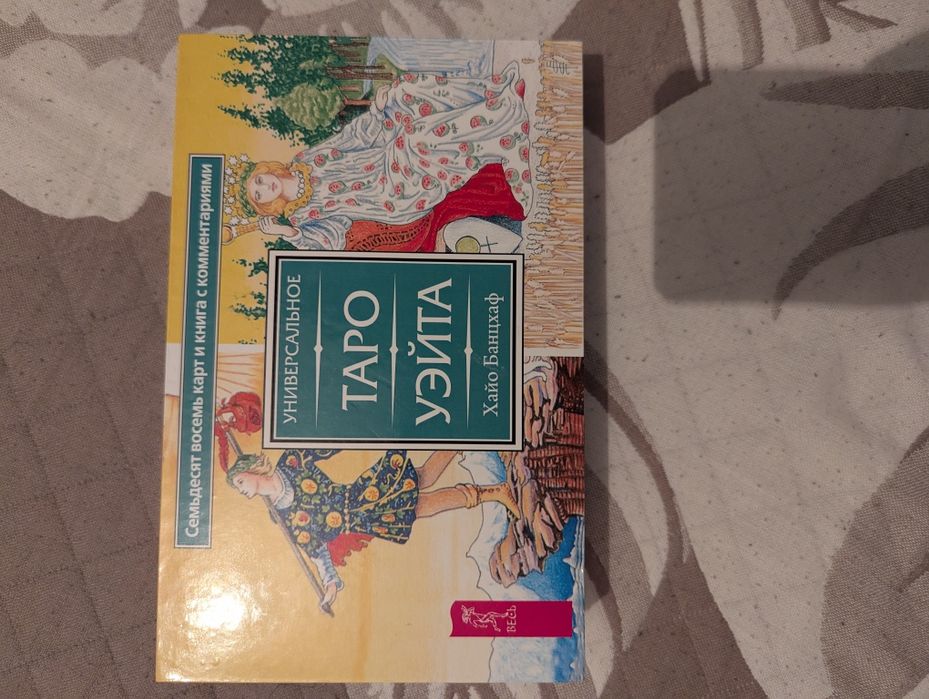 Семьдесят восемь карт и книга с комментариями
УНИВЕРСАЛЬНОЕ
ТАРО
УЭЙТА
Хайо Банцхаф
ВЕСЬ